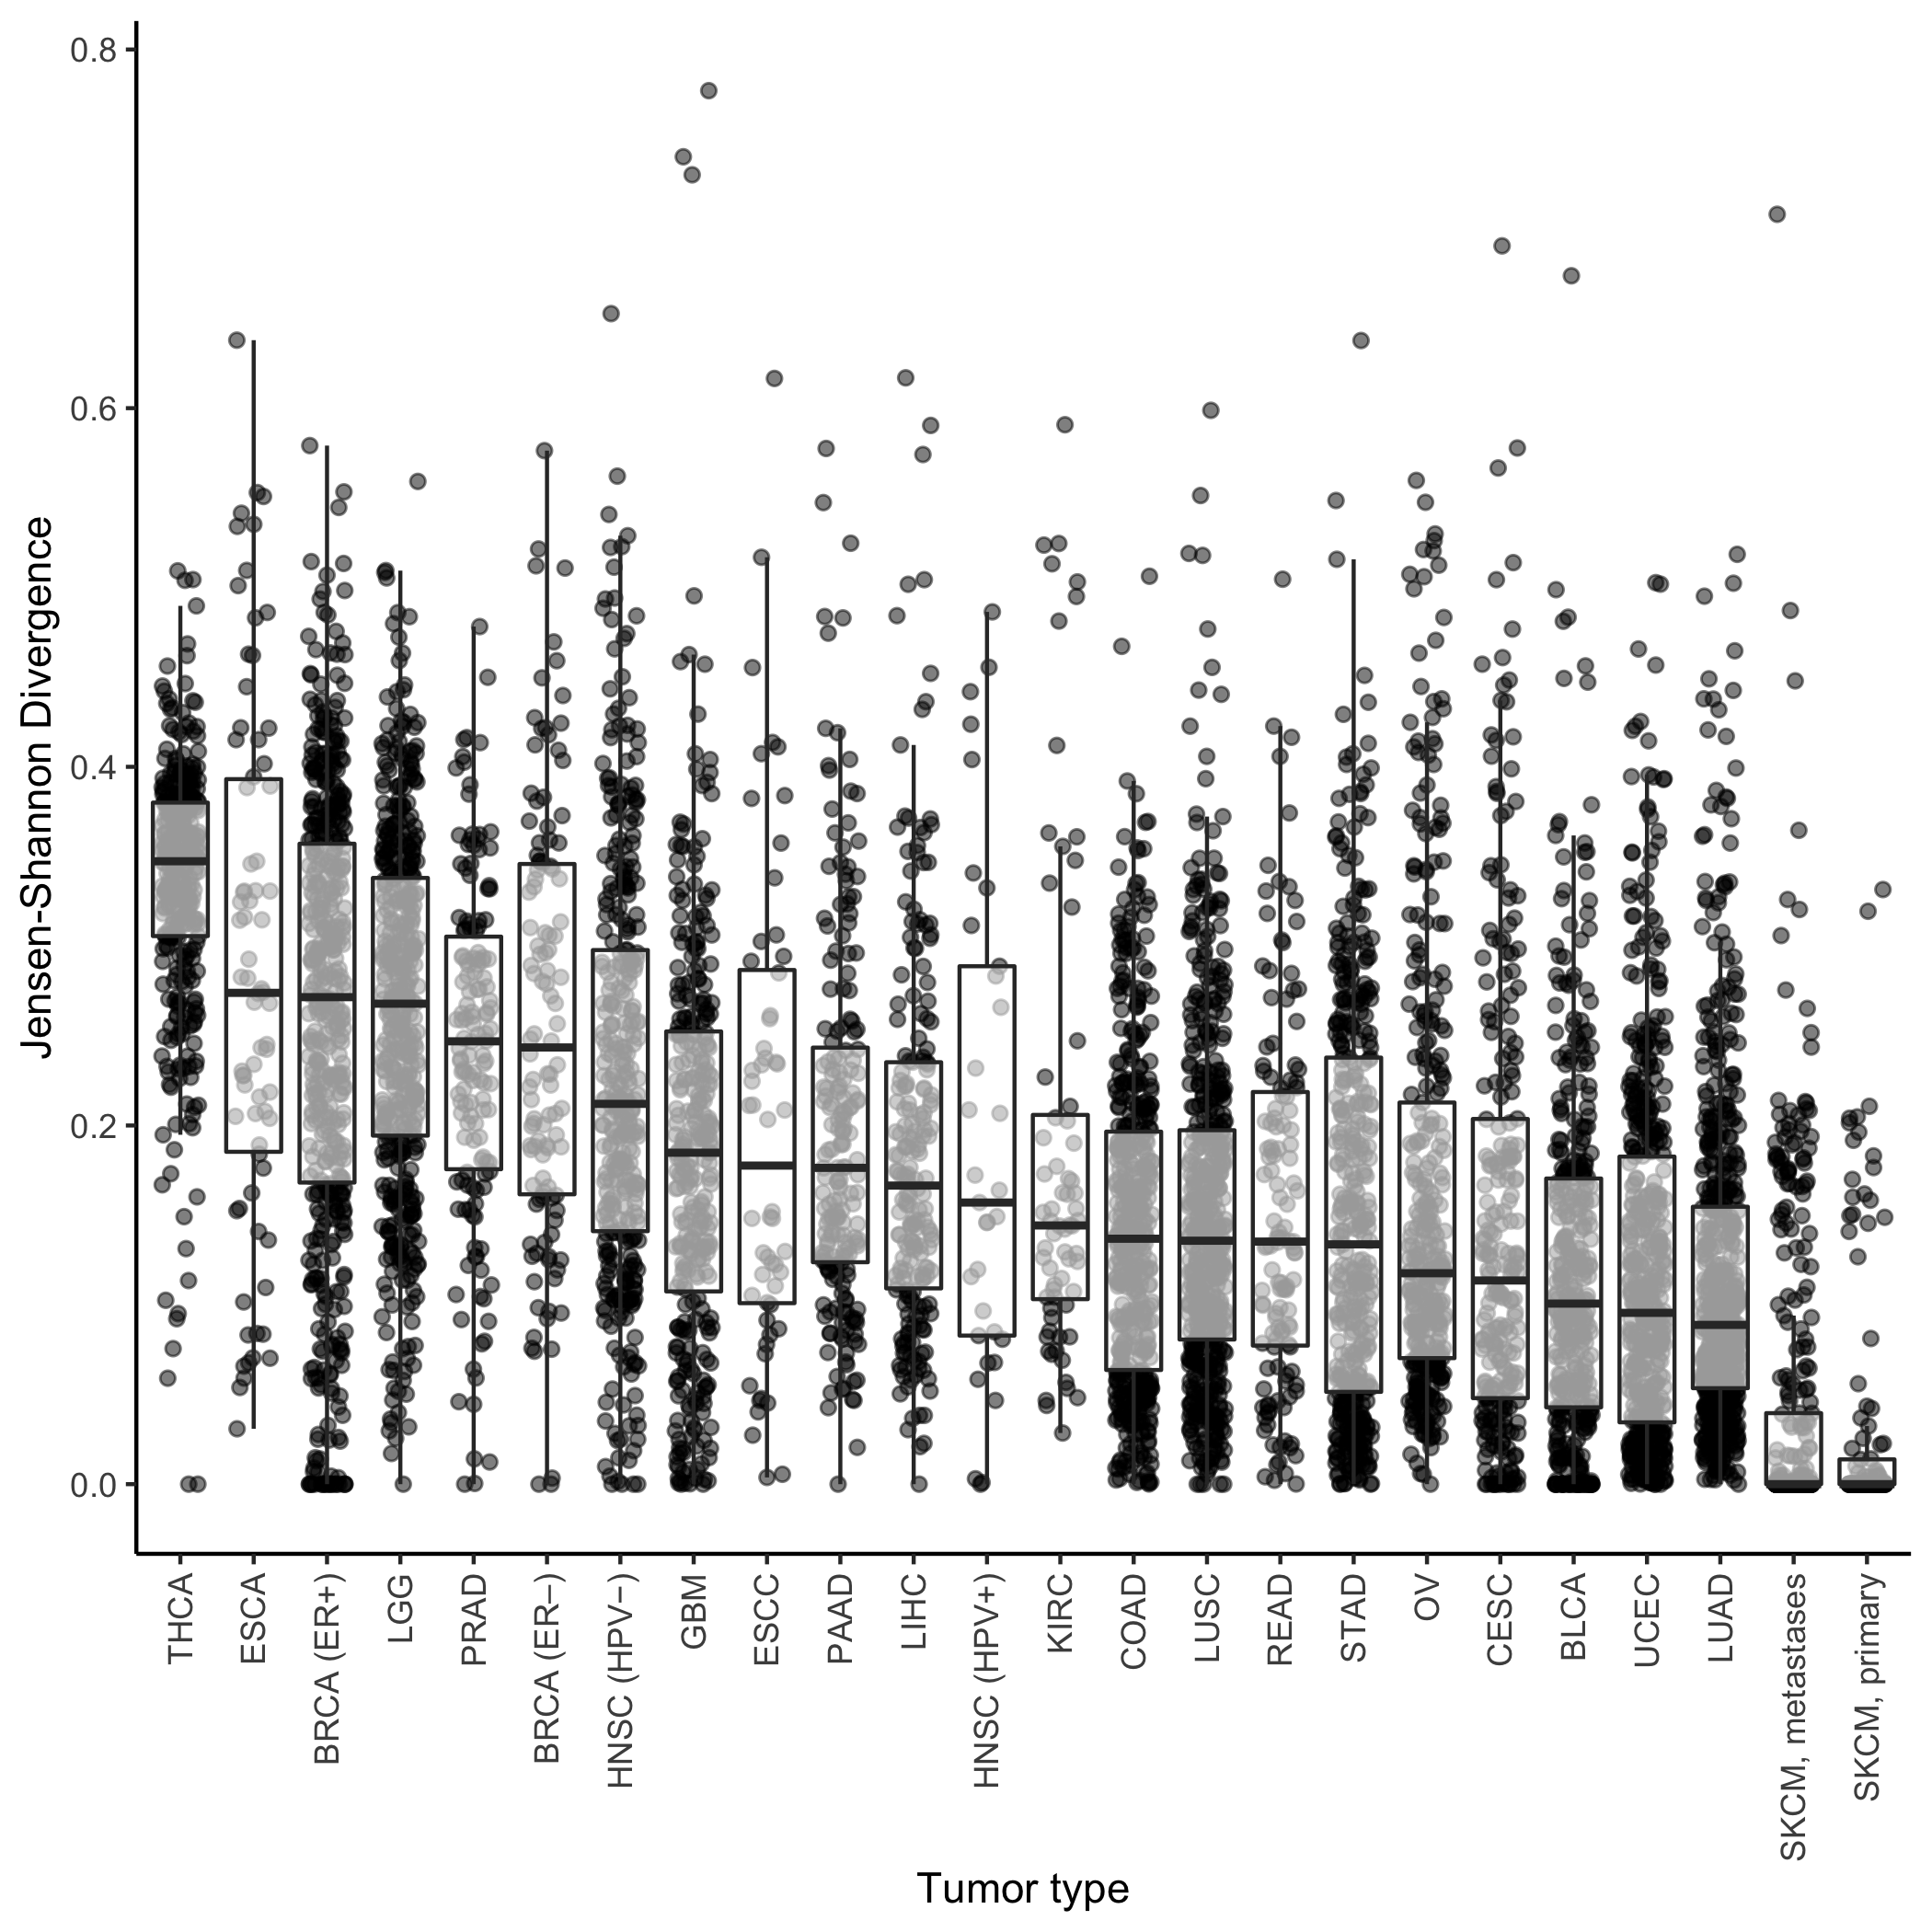 Jensen-Shannon Divergence
0.8
0.6
0.4
0.2
0.0
THCA
ESCA
BRCA (ER+)
LGG
PRAD
BRCA (ER−)
HNSC (HPV−)
GBM
ESCC
PAAD
LIHC
HNSC (HPV+)
KIRC
COAD
LUSC
READ
STAD
OV
CESC
BLCA
UCEC
LUAD
SKCM, metastases
SKCM, primary
Tumor type